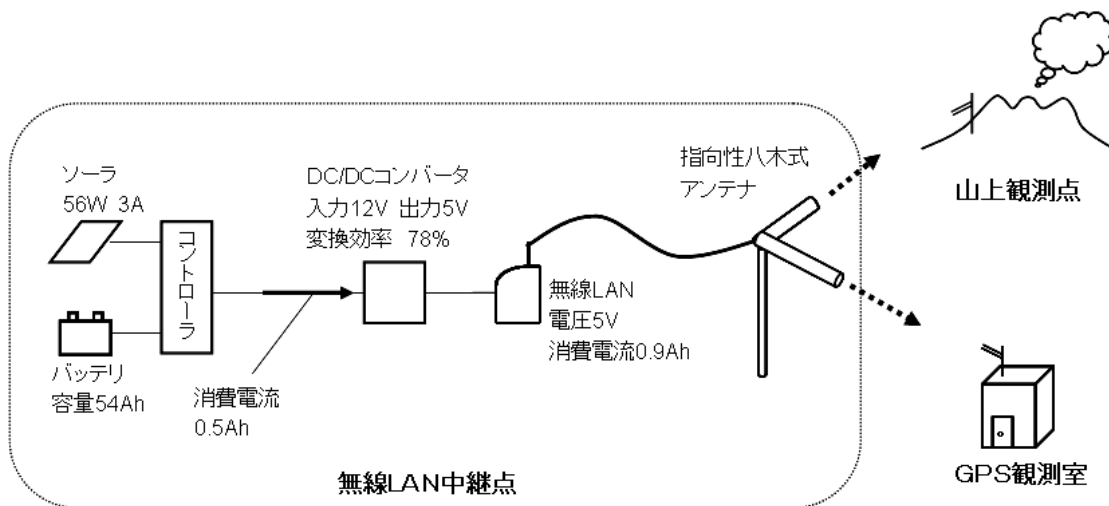 ソーラ
56W 3A
コントローラ
バッテリ
容量54Ah
消費電流
0.5Ah
DC/DCコンバータ
入力12V 出力5V
変換効率 78%
無線LAN
電圧5V
消費電流0.9Ah
指向性八木式
アンテナ
無線LAN中継点
山上観測点
GPS観測室